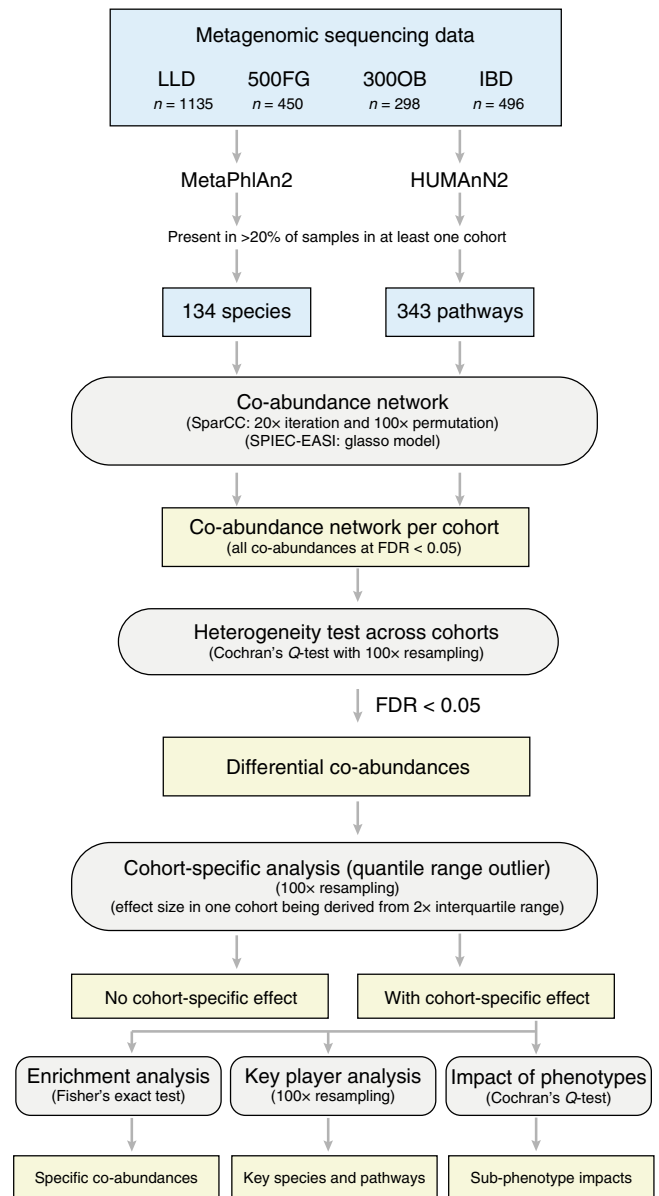 Metagenomic sequencing data
LLD 500FG 300OB IBD
n = 1135 n = 450 n = 298 n = 496
MetaPhlAn2 HUMAnN2
Present in >20% of samples in at least one cohort
134 species 343 pathways
Co-abundance network
(SparCC: 20× iteration and 100× permutation)
(SPIEC-EASI: glasso model)
Co-abundance network per cohort
(all co-abundances at FDR < 0.05)
Heterogeneity test across cohorts
(Cochran's Q-test with 100× resampling)
FDR < 0.05
Differential co-abundances
Cohort-specific analysis (quantile range outlier)
(100× resampling)
(effect size in one cohort being derived from 2× interquartile range)
No cohort-specific effect With cohort-specific effect
Enrichment analysis Key player analysis Impact of phenotypes
(Fisher's exact test) (100× resampling) (Cochran's Q-test)
Specific co-abundances Key species and pathways Sub-phenotype impacts